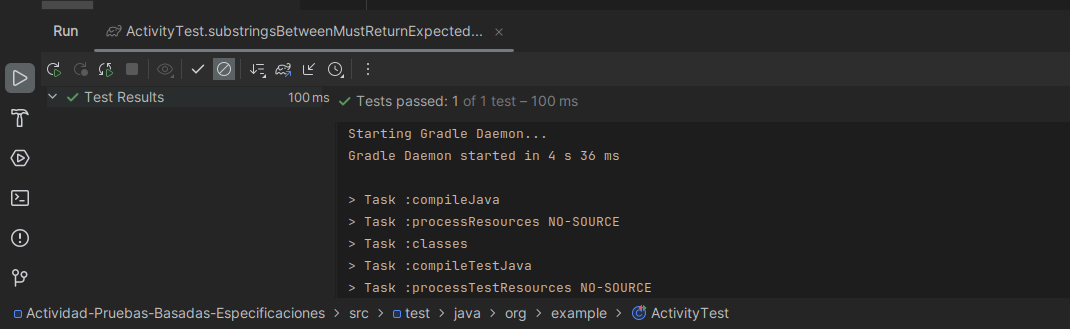 Run ActivityTest.substringsBetweenMustReturnExpected...
Test Results 100 ms
Tests passed: 1 of 1 test – 100 ms
Starting Gradle Daemon...
Gradle Daemon started in 4 s 36 ms
> Task :compileJava
> Task :processResources NO-SOURCE
> Task :classes
> Task :compileTestJava
> Task :processTestResources NO-SOURCE
Actividad-Pruebas-Basadas-Especificaciones > src > test > java > org > example > ActivityTest